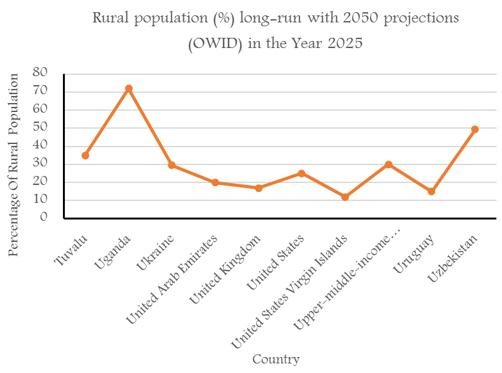 Rural population (%) long-run with 2050 projections
(OWID) in the Year 2025
Percentage Of Rural Population
80
70
60
50
40
30
20
10
0
Tuvalu
Uganda
Ukraine
United Arab Emirates
United Kingdom
United States
United States Virgin Islands
Upper-middle-income...
Uruguay
Uzbekistan
Country